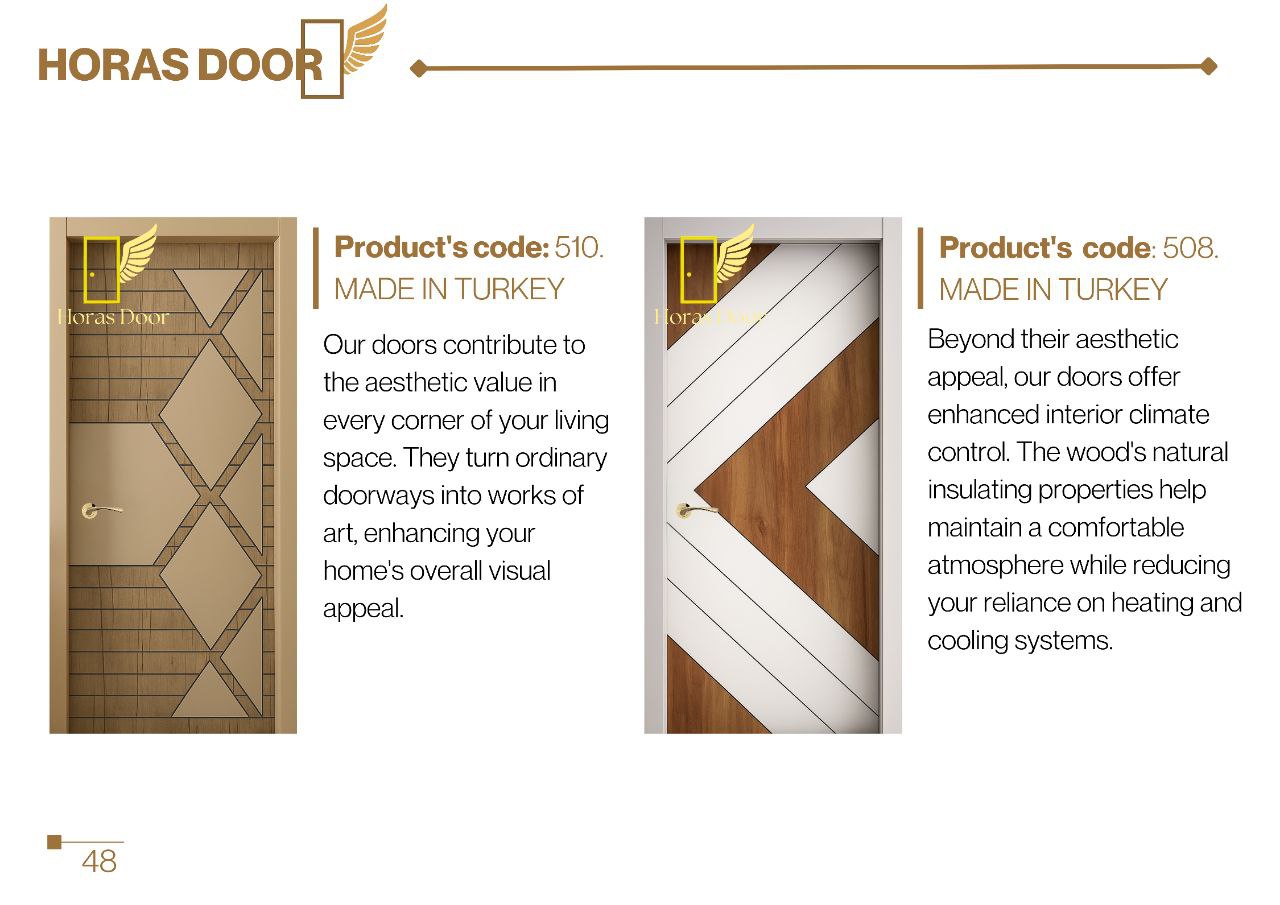 HORAS DOOR
Horas Door
Product's code: 510.
MADE IN TURKEY
Our doors contribute to
the aesthetic value in
every corner of your living
space. They turn ordinary
doorways into works of
art, enhancing your
home's overall visual
appeal.
Horas Door
Product's code: 508.
MADE IN TURKEY
Beyond their aesthetic
appeal, our doors offer
enhanced interior climate
control. The wood's natural
insulating properties help
maintain a comfortable
atmosphere while reducing
your reliance on heating and
cooling systems.
48